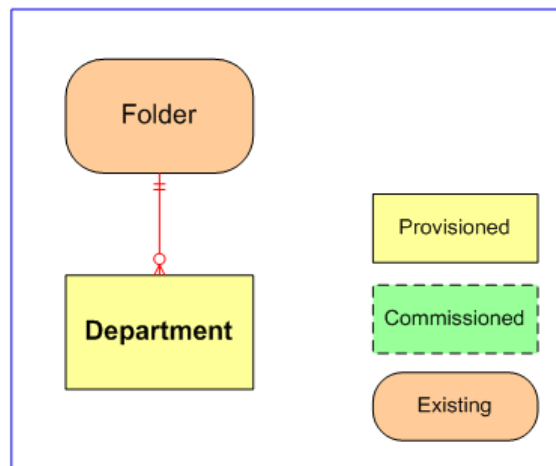 Folder
Department
Provisioned
Commissioned
Existing